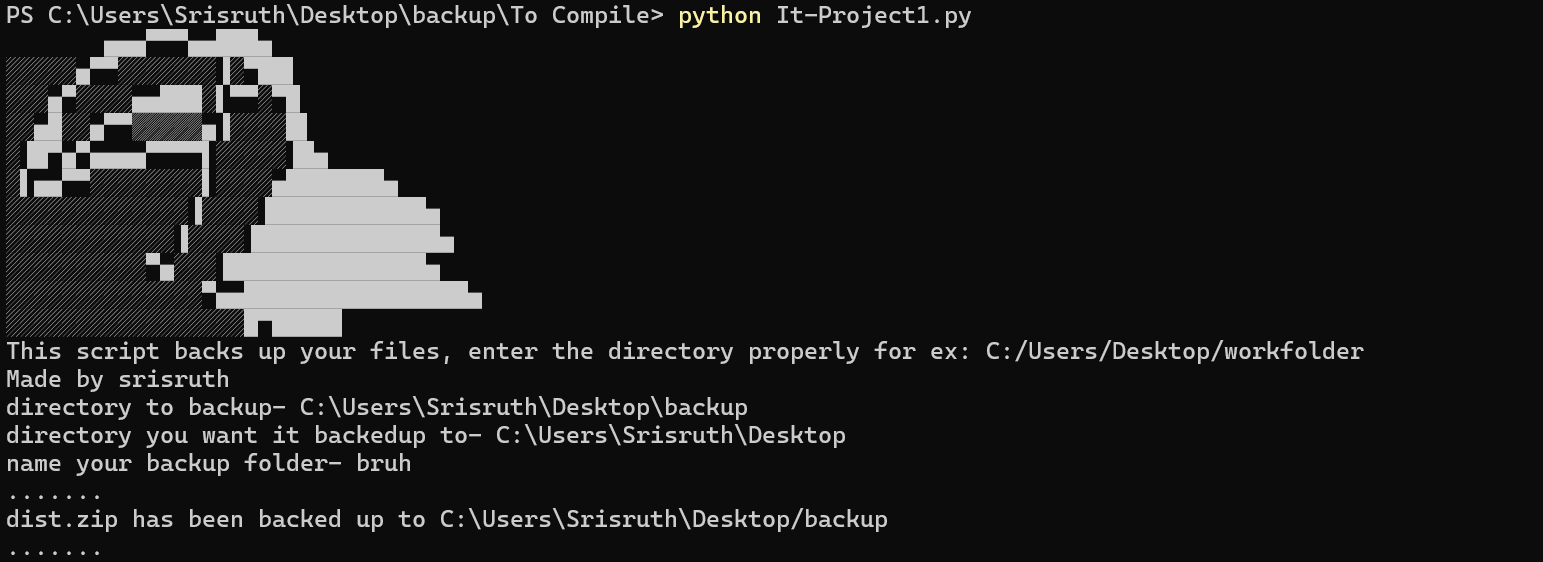 PS C:\Users\Srisruth\Desktop\backup\To Compile> python It-Project1.py
This script backs up your files, enter the directory properly for ex: C:/Users/Desktop/workfolder
Made by srisruth
directory to backup- C:\Users\Srisruth\Desktop\backup
directory you want it backedup to- C:\Users\Srisruth\Desktop
name your backup folder- bruh
.......
dist.zip has been backed up to C:\Users\Srisruth\Desktop/backup
.......